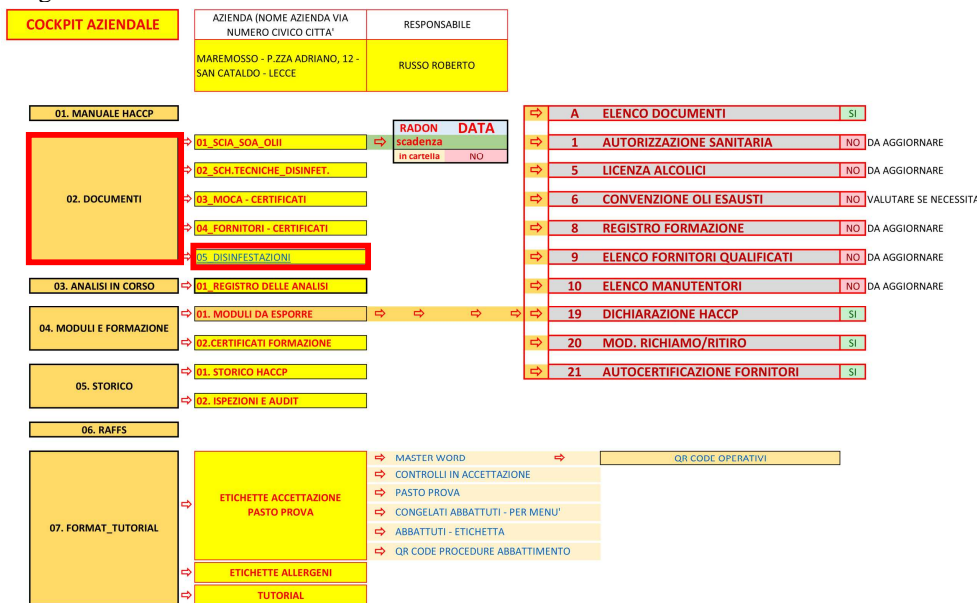 COCKPIT AZIENDALE
AZIENDA (NOME AZIENDA VIA
NUMERO CIVICO CITTA'
RESPONSABILE
MAREMOSSO - P.ZZA ADRIANO, 12 -
SAN CATALDO - LECCE
RUSSO ROBERTO
01. MANUALE HACCP
A ELENCO DOCUMENTI SI
RADON DATA
scadenza
in cartella NO
02. DOCUMENTI
01_SCIA_SOA_OLII
1 AUTORIZZAZIONE SANITARIA NO DA AGGIORNARE
02_SCH.TECNICHE_DISINFET.
5 LICENZA ALCOLICI NO DA AGGIORNARE
03_MOCA - CERTIFICATI
6 CONVENZIONE OLI ESAUSTI NO VALUTARE SE NECESSITA
04_FORNITORI - CERTIFICATI
8 REGISTRO FORMAZIONE NO DA AGGIORNARE
05_DISINFESTAZIONI
9 ELENCO FORNITORI QUALIFICATI NO DA AGGIORNARE
03. ANALISI IN CORSO
01_REGISTRO DELLE ANALISI
10 ELENCO MANUTENTORI NO DA AGGIORNARE
04. MODULI E FORMAZIONE
01. MODULI DA ESPORRE
19 DICHIARAZIONE HACCP SI
02.CERTIFICATI FORMAZIONE
20 MOD. RICHIAMO/RITIRO SI
05. STORICO
01. STORICO HACCP
21 AUTOCERTIFICAZIONE FORNITORI SI
02. ISPEZIONI E AUDIT
06. RAFFS
07. FORMAT_TUTORIAL
ETICHETTE ACCETTAZIONE
PASTO PROVA
MASTER WORD
QR CODE OPERATIVI
CONTROLLI IN ACCETTAZIONE
PASTO PROVA
CONGELATI ABBATTUTI - PER MENU'
ABBATTUTI - ETICHETTA
QR CODE PROCEDURE ABBATTIMENTO
ETICHETTE ALLERGENI
TUTORIAL